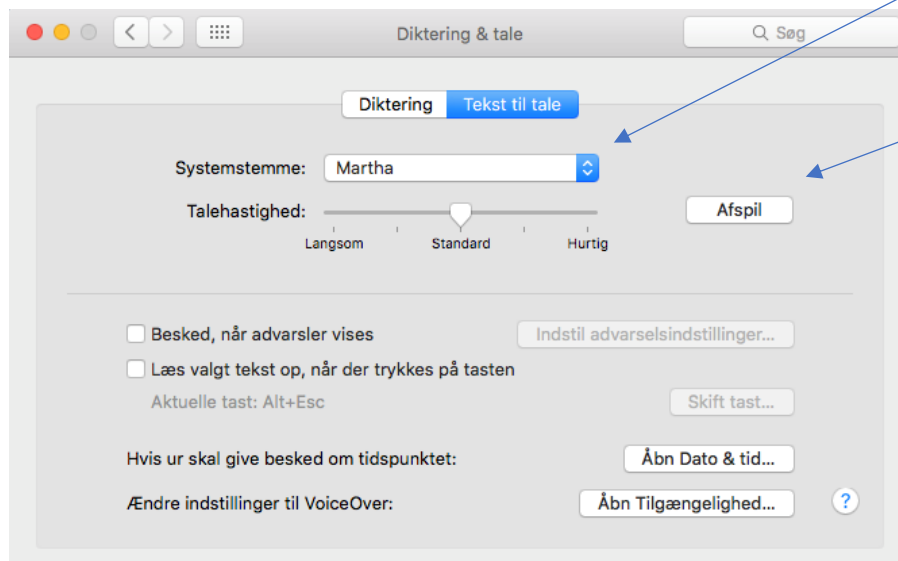 Diktering & tale
Søg
Diktering Tekst til tale
Systemstemme: Martha
Talehastighed: Afspil
Langsom Standard Hurtig
Besked, når advarsler vises Indstil advarselsindstillinger...
Læs valgt tekst op, når der trykkes på tasten
Aktuelle tast: Alt+Esc Skift tast...
Hvis ur skal give besked om tidspunktet: Åbn Dato & tid...
Ændre indstillinger til VoiceOver: Åbn Tilgængelighed... ?